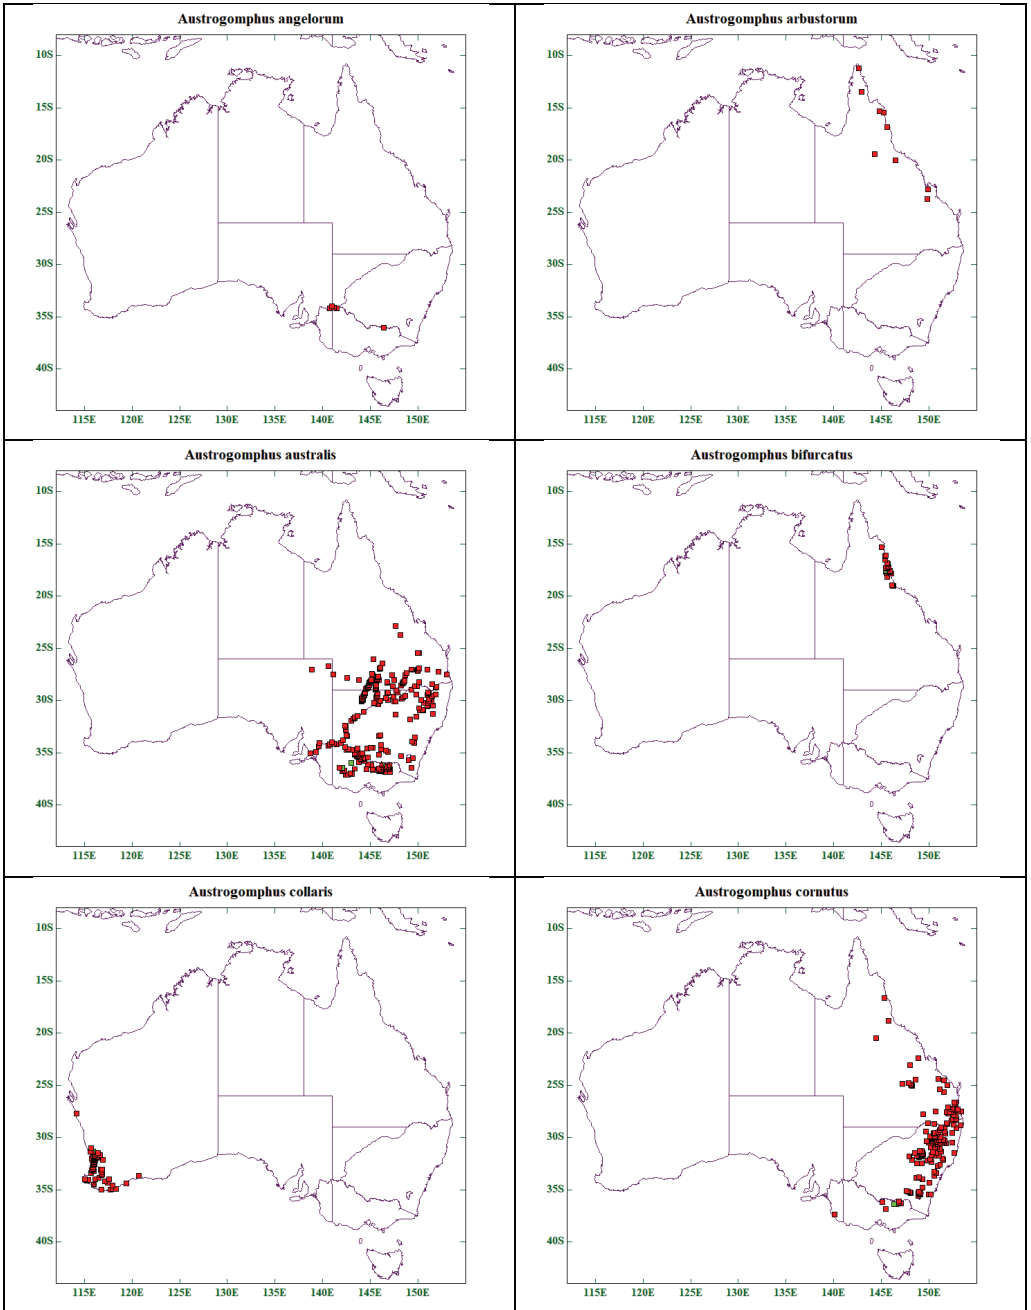 Austrogomphus angelorum
10S
15S
20S
25S
30S
35S
40S
115E 120E 125E 130E 135E 140E 145E 150E
Austrogomphus arbustorum
10S
15S
20S
25S
30S
35S
40S
115E 120E 125E 130E 135E 140E 145E 150E
Austrogomphus australis
10S
15S
20S
25S
30S
35S
40S
115E 120E 125E 130E 135E 140E 145E 150E
Austrogomphus bifurcatus
10S
15S
20S
25S
30S
35S
40S
115E 120E 125E 130E 135E 140E 145E 150E
Austrogomphus collaris
10S
15S
20S
25S
30S
35S
40S
115E 120E 125E 130E 135E 140E 145E 150E
Austrogomphus cornutus
10S
15S
20S
25S
30S
35S
40S
115E 120E 125E 130E 135E 140E 145E 150E